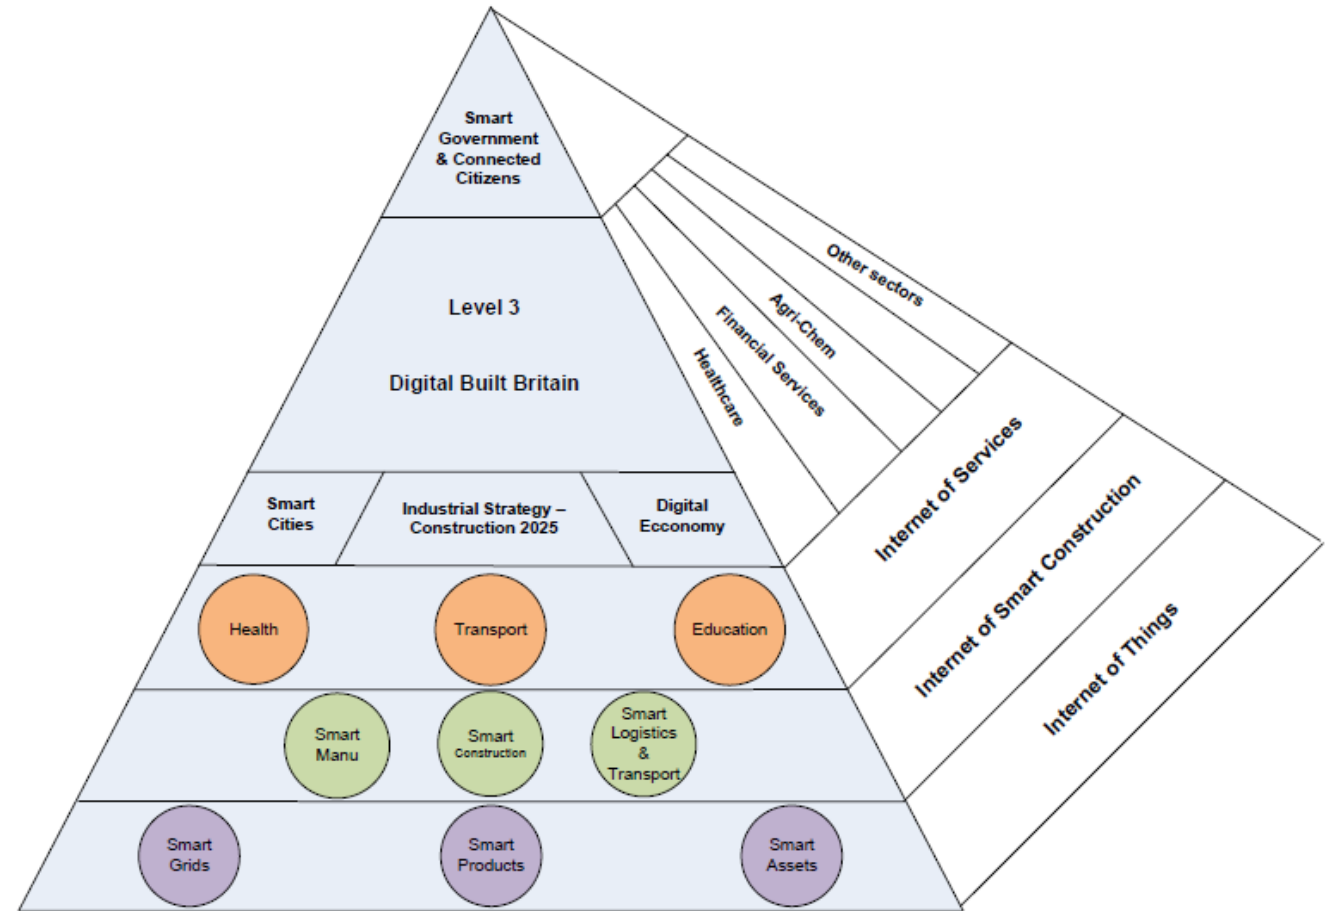 Smart
Government
& Connected
Citizens
Other sectors
Agri-Chem
Financial Services
Healthcare
Level 3
Digital Built Britain
Smart
Cities
Industrial Strategy –
Construction 2025
Digital
Ecconomy
Internet of Services
Internet of Smart Construction
Internet of Things
Health
Transport
Education
Smart
Manu
Smart
Construction
Smart
Logistics
&
Transport
Smart
Grids
Smart
Products
Smart
Assets